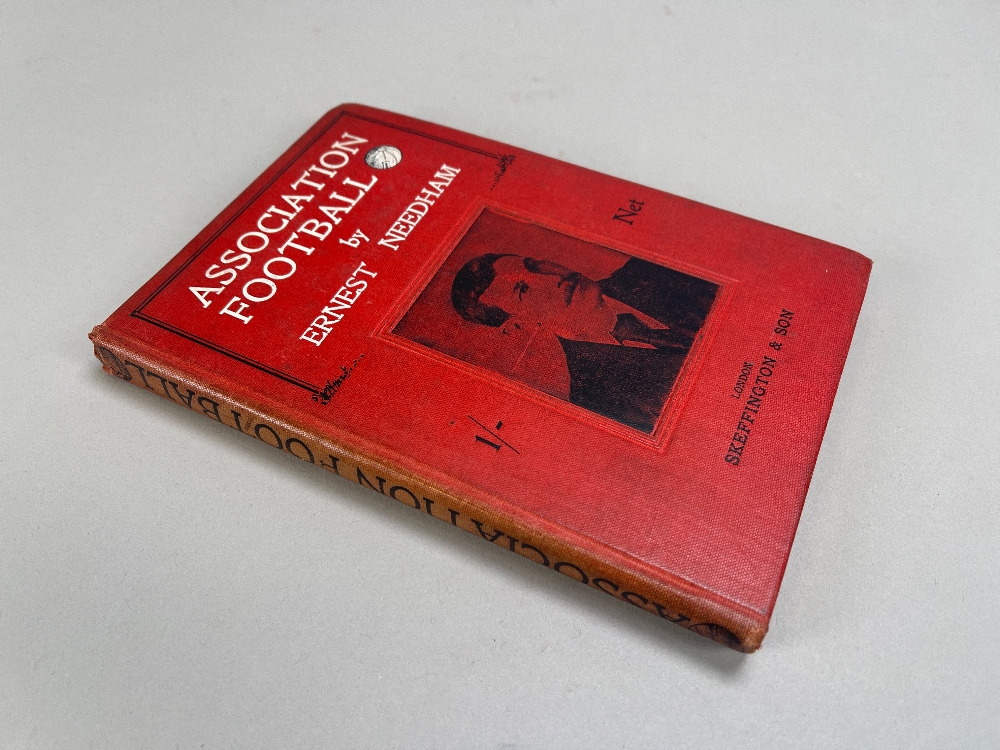 ASSOCIATION
FOOTBALL
by
ERNEST NEEDHAM
1/- Net
LONDON
SKEFFINGTON & SON
ASSOCIATION FOOTBALL